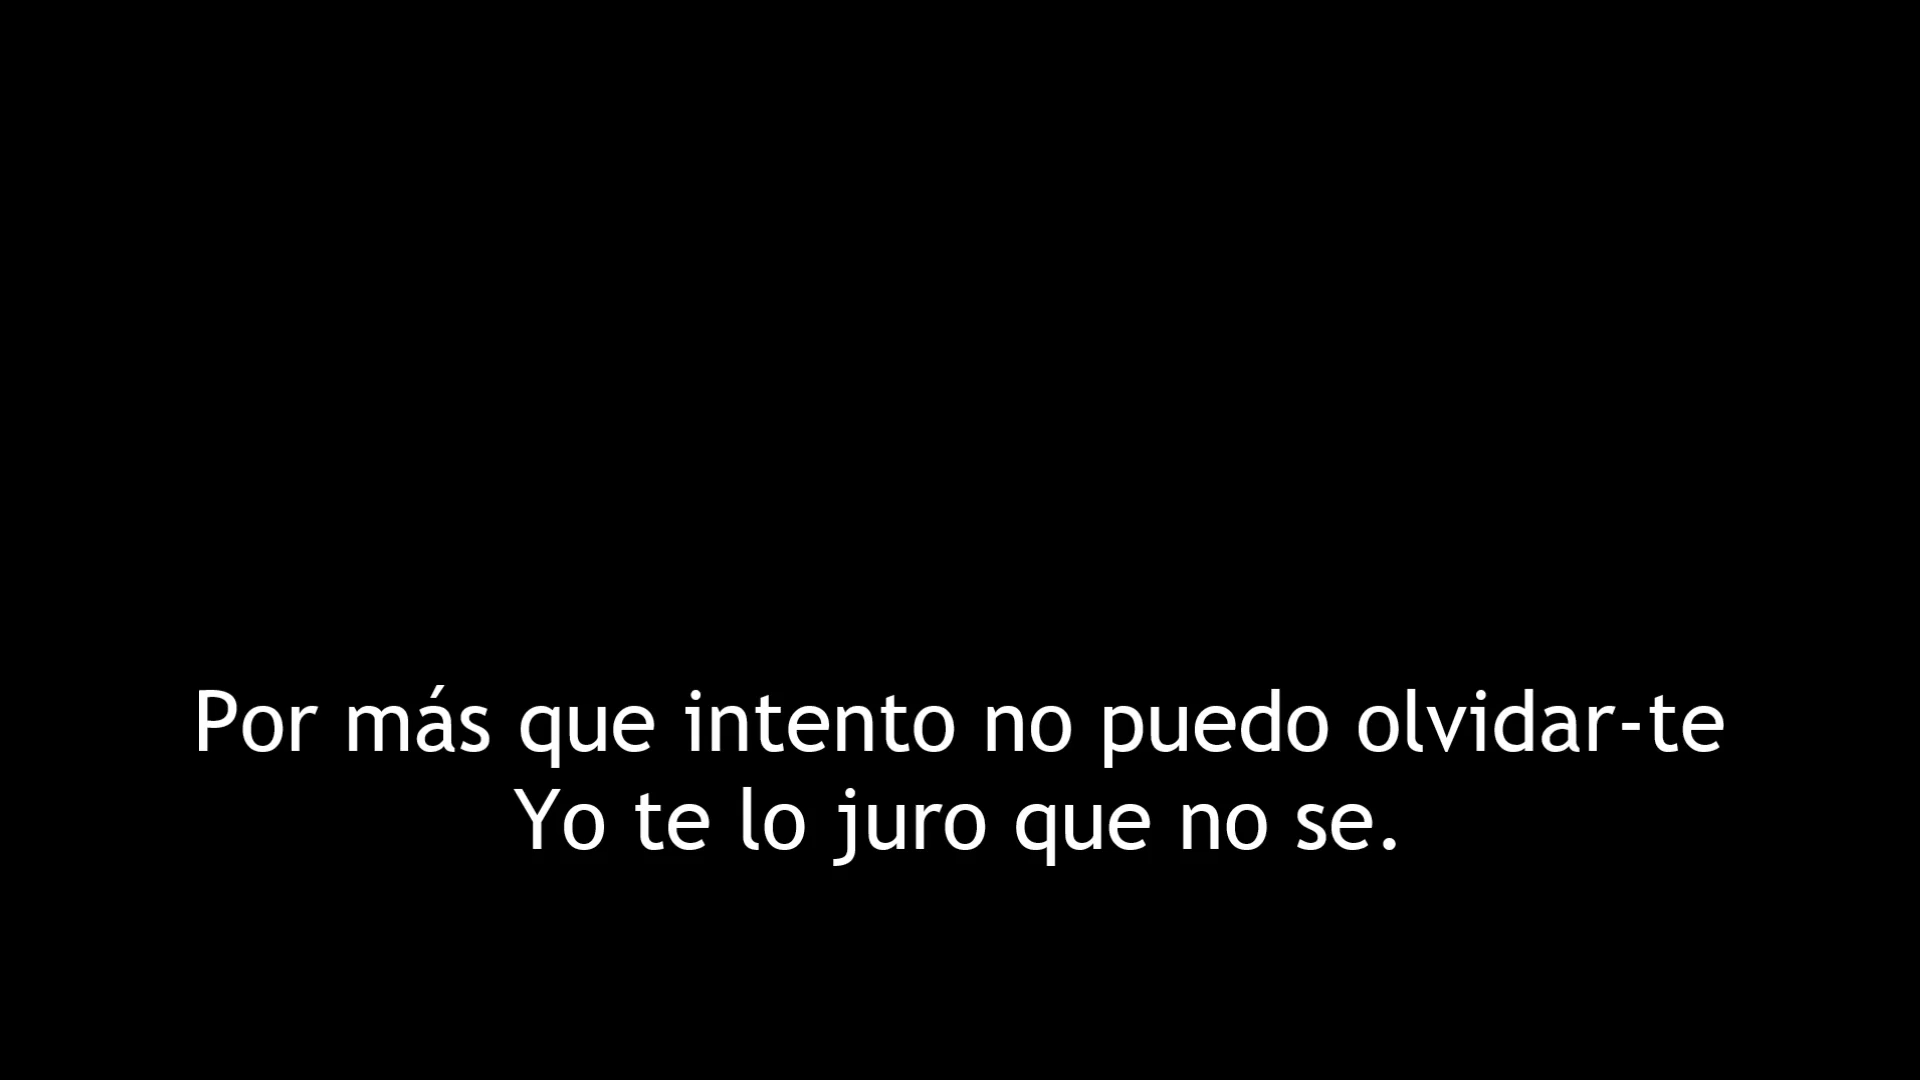 Por más que intento no puedo olvidar-te
Yo te lo juro que no se.